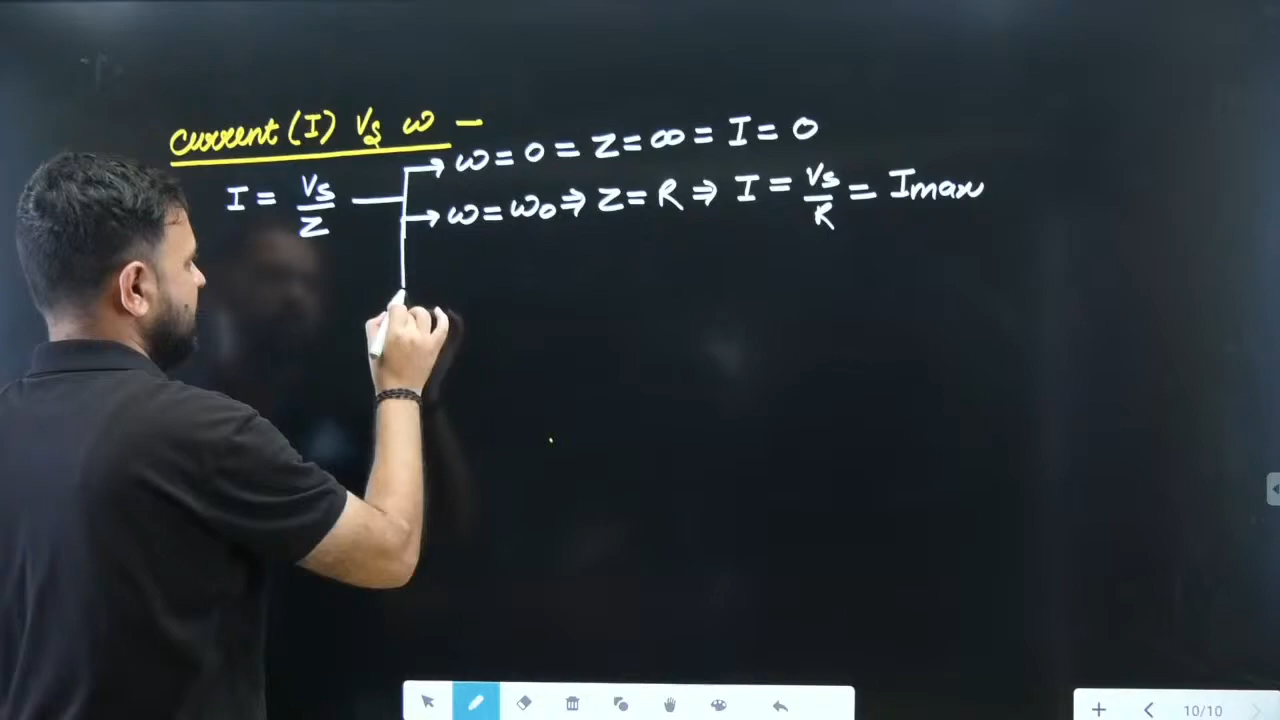 current (I) Vs ω –
ω = 0 = Z = ∞ = I = 0
I = Vs/Z
ω = ω₀ ⇒ Z = R ⇒ I = Vs/R = Imax
10/10